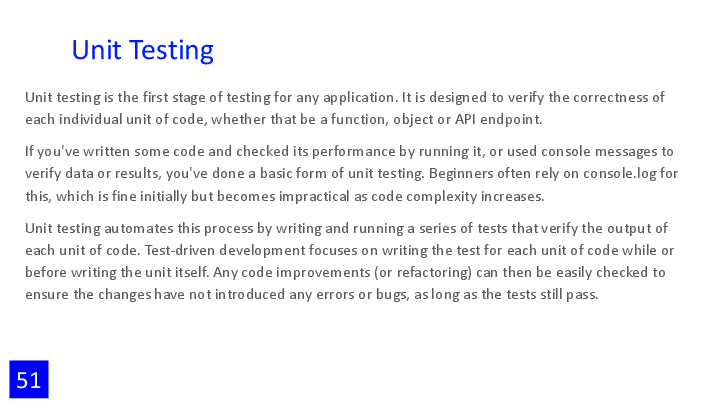 Unit Testing
Unit testing is the first stage of testing for any application. It is designed to verify the correctness of
each individual unit of code, whether that be a function, object or API endpoint.
If you've written some code and checked its performance by running it, or used console messages to
verify data or results, you've done a basic form of unit testing. Beginners often rely on console.log for
this, which is fine initially but becomes impractical as code complexity increases.
Unit testing automates this process by writing and running a series of tests that verify the output of
each unit of code. Test-driven development focuses on writing the test for each unit of code while or
before writing the unit itself. Any code improvements (or refactoring) can then be easily checked to
ensure the changes have not introduced any errors or bugs, as long as the tests still pass.
51